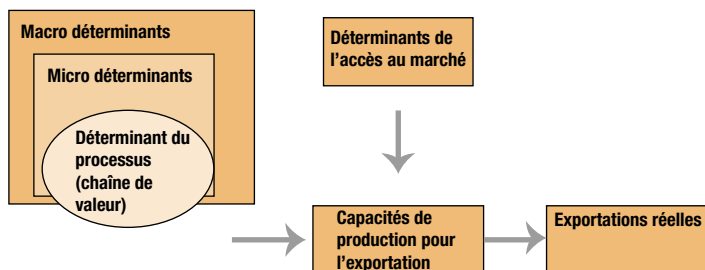 Macro déterminants
Micro déterminants
Déterminant du
processus
(chaîne de
valeur)
Déterminants de
l'accès au marché
Capacités de
production pour
l'exportation
Exportations réelles